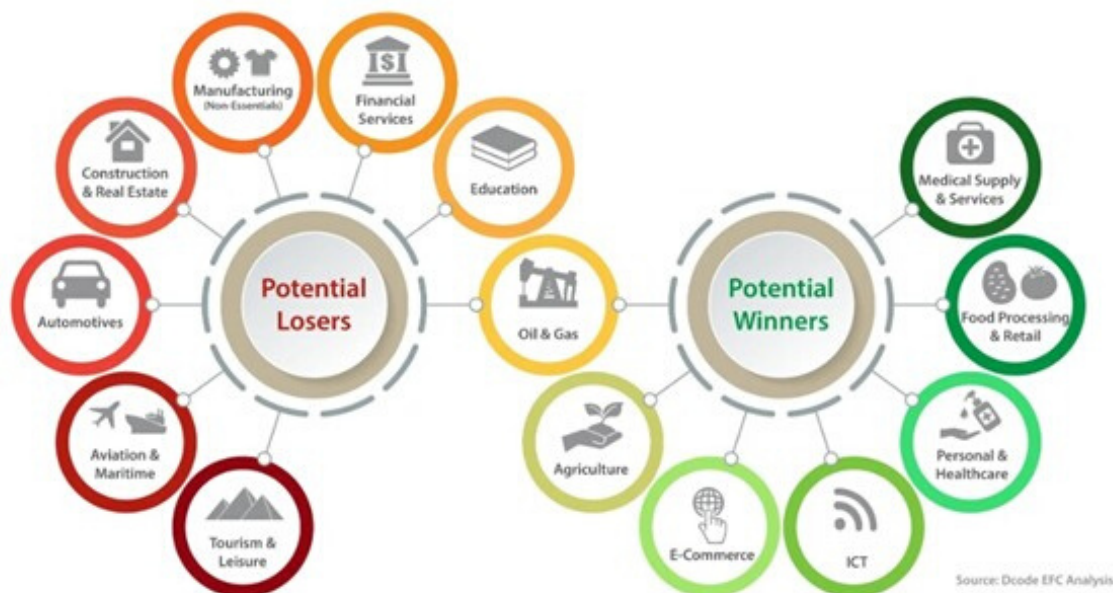 Manufacturing
(Non-Essentials)
Financial
Services
Construction
& Real Estate
Education
Medical Supply
& Services
Potential
Losers
Automotives
Oil & Gas
Potential
Winners
Food Processing
& Retail
Aviation &
Maritime
Agriculture
Personal &
Healthcare
Tourism &
Leisure
E-Commerce
ICT
Source: Dcode EFC Analysis